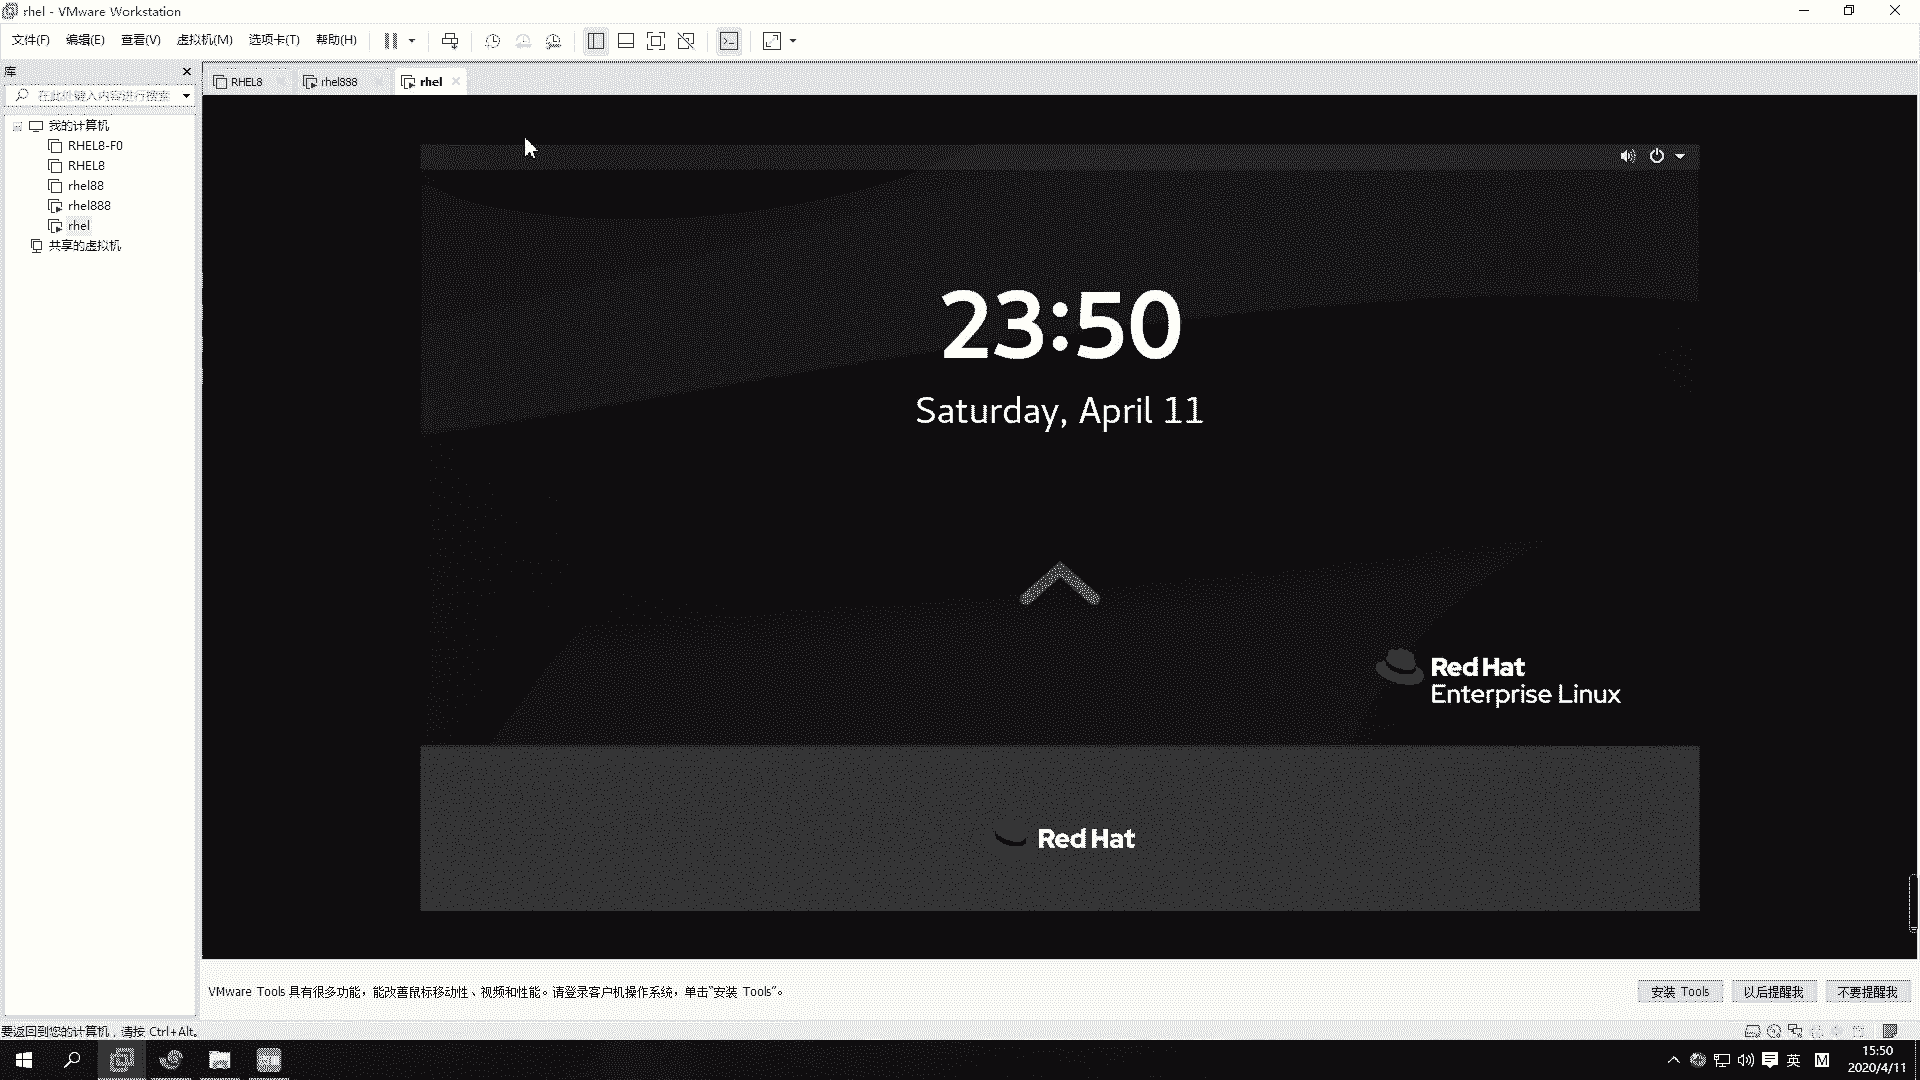 rhel - VMware Workstation
文件(F) 编辑(E) 查看(V) 虚拟机(M) 选项卡(T) 帮助(H)
库
在此处键入内容进行搜索
我的计算机
RHEL8-F0
RHEL8
rhel88
rhel888
rhel
共享的虚拟机
RHEL8 rhel888 rhel
23:50
Saturday, April 11
Red Hat
Enterprise Linux
Red Hat
VMware Tools 具有很多功能，能改善鼠标移动性、视频和性能。请登录客户机操作系统，单击“安装 Tools”。
安装 Tools 以后提醒我 不要提醒我
要返回到您的计算机，请按 Ctrl+Alt。
英 M
15:50
2020/4/11